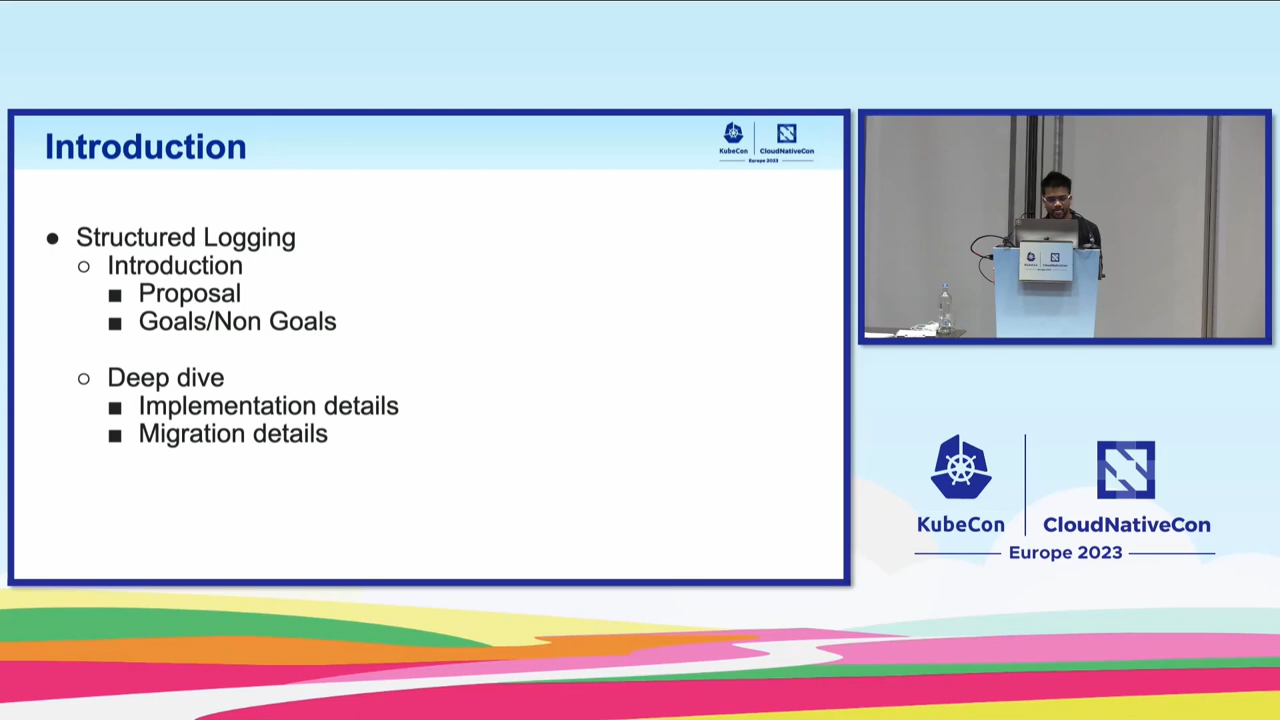 Introduction
KubeCon
CloudNativeCon
Europe 2023
Structured Logging
Introduction
Proposal
Goals/Non Goals
Deep dive
Implementation details
Migration details
KubeCon
CloudNativeCon
Europe 2023